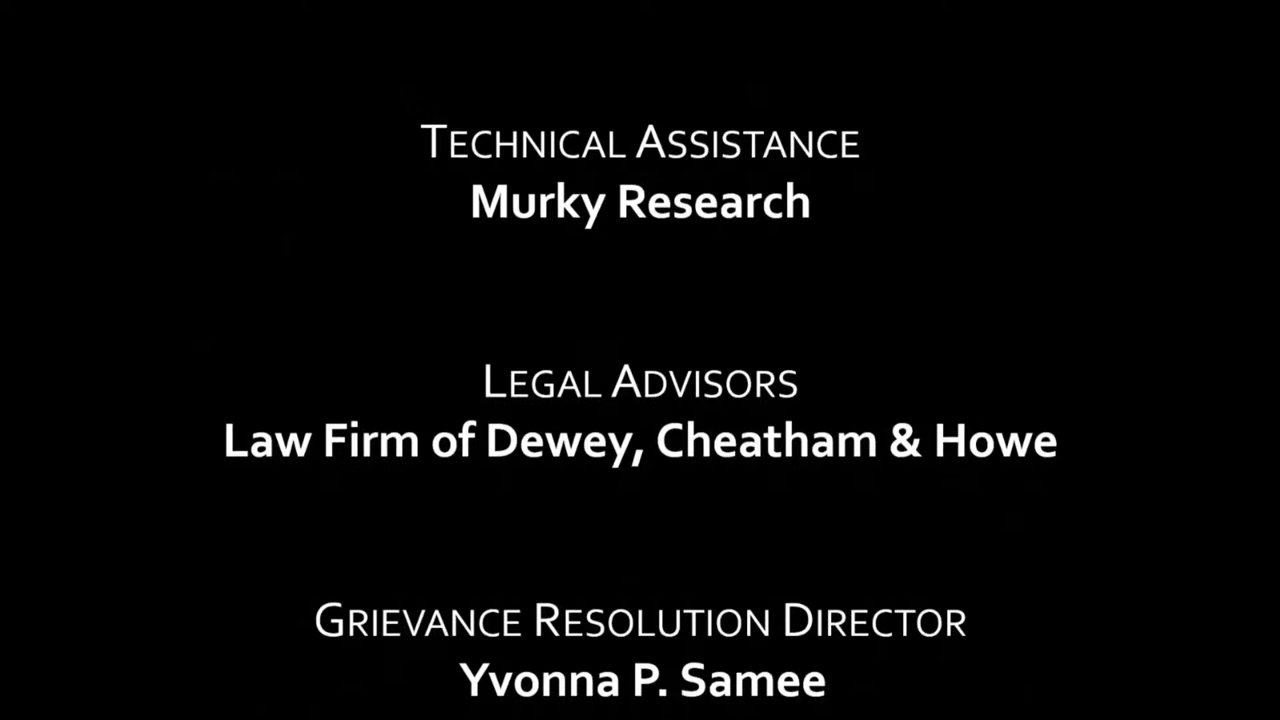 TECHNICAL ASSISTANCE
Murky Research
LEGAL ADVISORS
Law Firm of Dewey, Cheatham & Howe
GRIEVANCE RESOLUTION DIRECTOR
Yvonna P. Samee